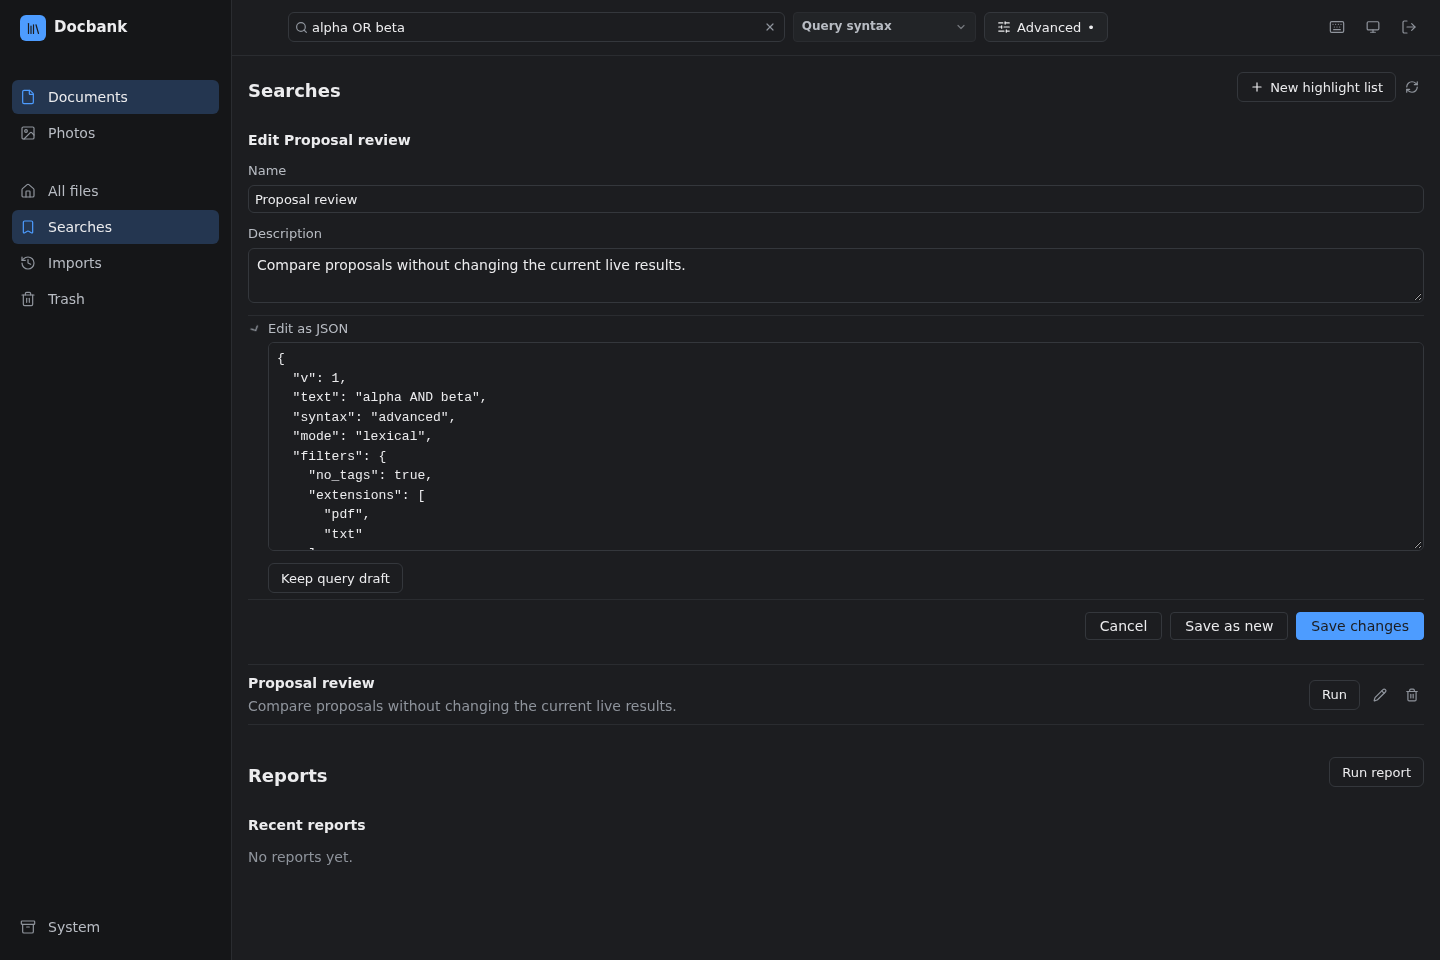 Docbank
alpha OR beta
Query syntax
Advanced •
Documents
Photos
All files
Searches
Imports
Trash
System
Searches
New highlight list
Edit Proposal review
Name
Proposal review
Description
Compare proposals without changing the current live results.
Edit as JSON
{
  "v": 1,
  "text": "alpha AND beta",
  "syntax": "advanced",
  "mode": "lexical",
  "filters": {
    "no_tags": true,
    "extensions": [
      "pdf",
      "txt"
Keep query draft
Cancel
Save as new
Save changes
Proposal review
Compare proposals without changing the current live results.
Run
Reports
Run report
Recent reports
No reports yet.